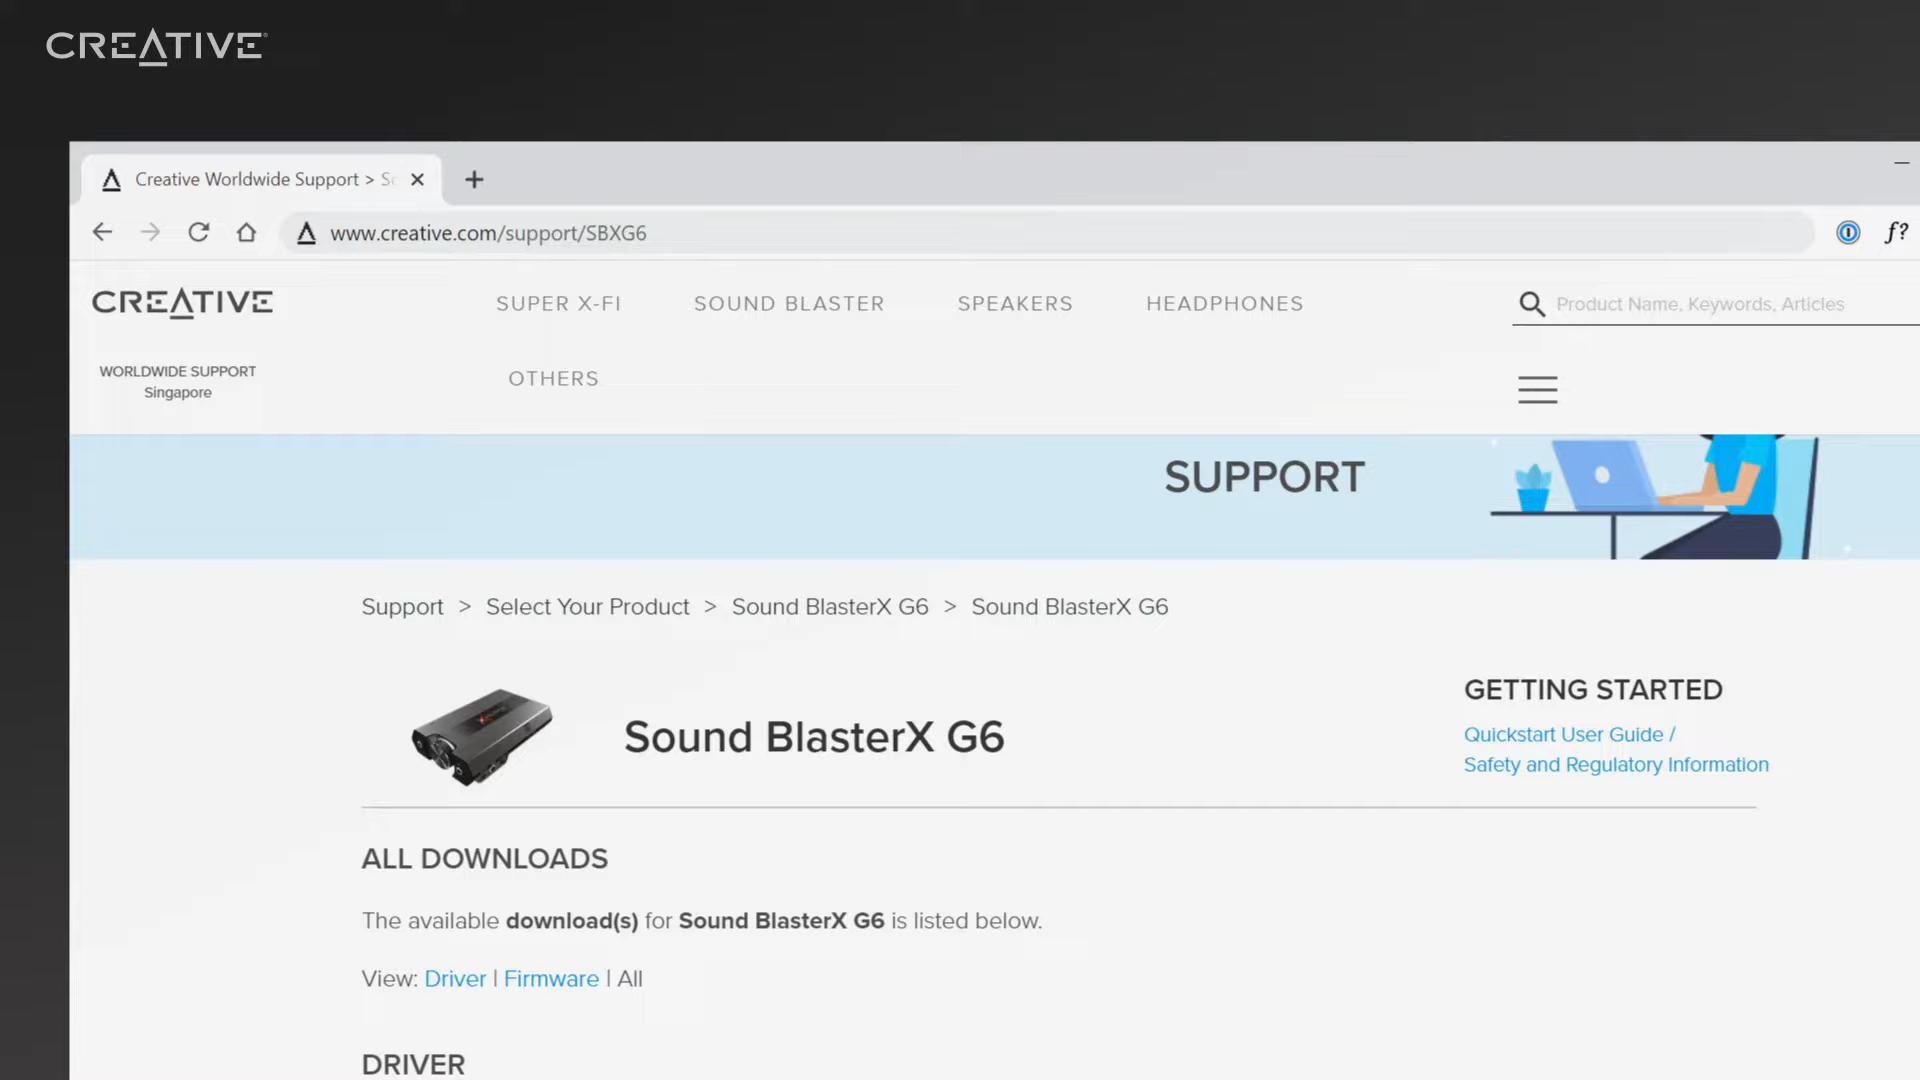 CREATIVE
Creative Worldwide Support >
www.creative.com/support/SBXG6
f?
CREATIVE
SUPER X-FI
SOUND BLASTER
SPEAKERS
HEADPHONES
Product Name, Keywords, Articles
WORLDWIDE SUPPORT
Singapore
OTHERS
SUPPORT
Support > Select Your Product > Sound BlasterX G6 > Sound BlasterX G6
Sound BlasterX G6
GETTING STARTED
Quickstart User Guide /
Safety and Regulatory Information
ALL DOWNLOADS
The available download(s) for Sound BlasterX G6 is listed below.
View: Driver | Firmware | All
DRIVER